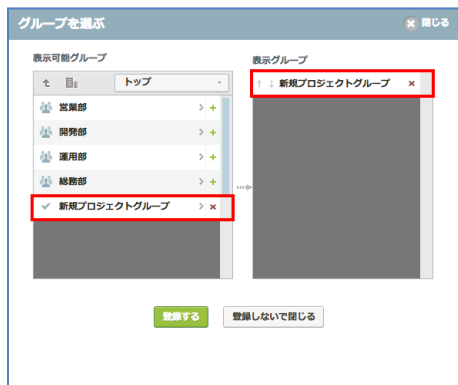 グループを選ぶ
閉じる
表示可能グループ
表示グループ
トップ
新規プロジェクトグループ
営業部
開発部
運用部
総務部
新規プロジェクトグループ
登録する
登録しないで閉じる